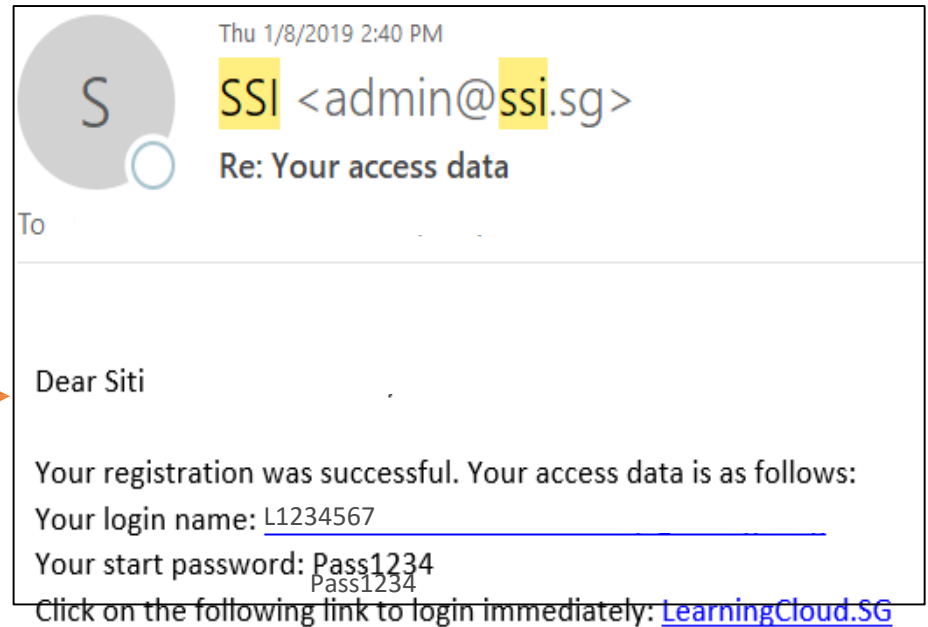 Thu 1/8/2019 2:40 PM
S
SSI <admin@ssi.sg>
Re: Your access data
To
Dear Siti
Your registration was successful. Your access data is as follows:
Your login name: L1234567
Your start password: Pass1234
Pass1234
Click on the following link to login immediately: LearningCloud.SG